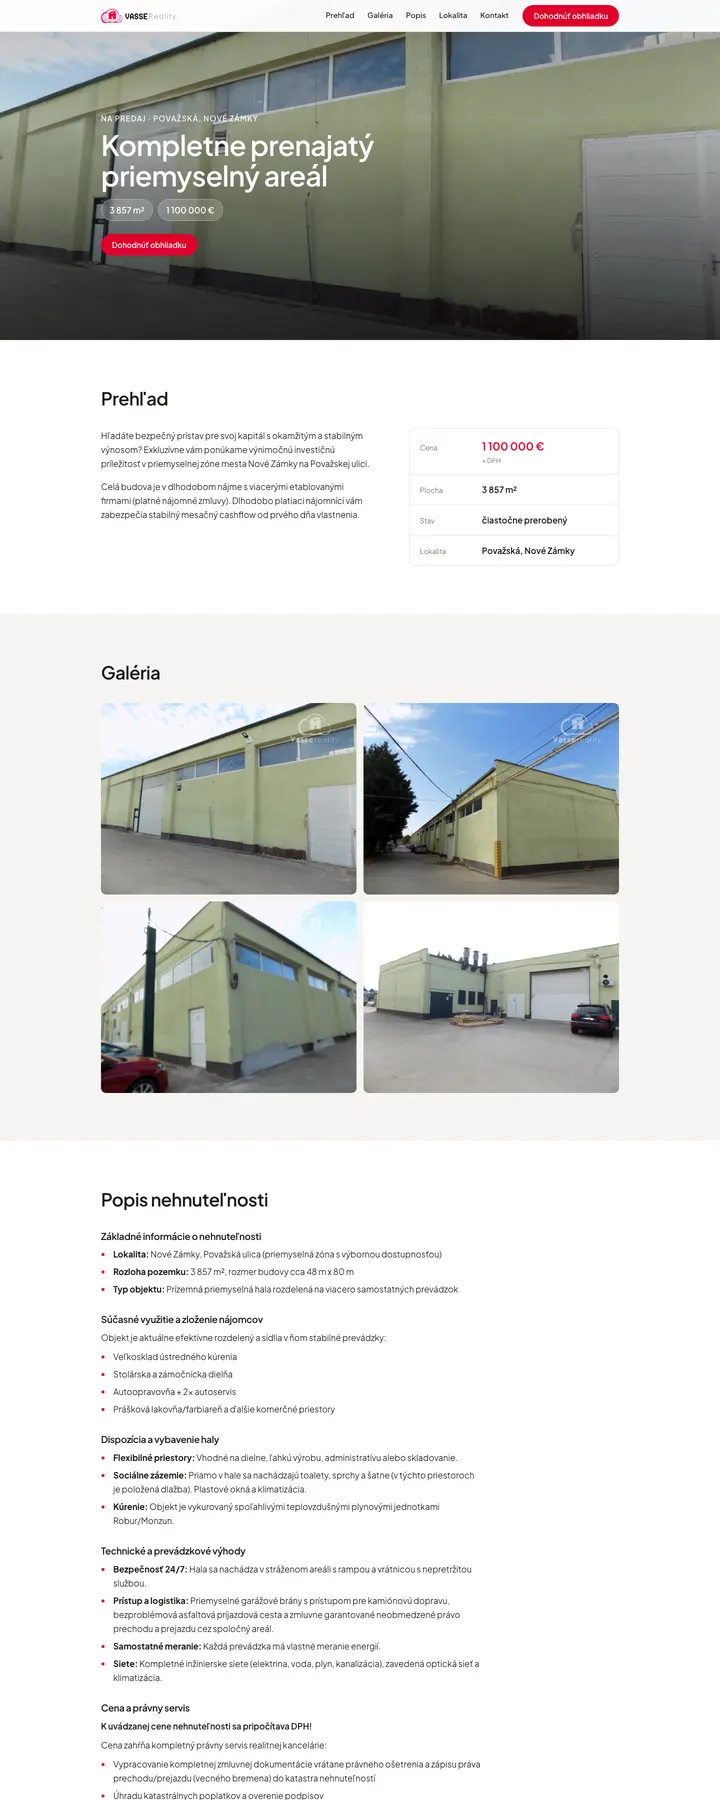 VASSE Reality
Prehľad
Galéria
Popis
Lokalita
Kontakt
Dohodnúť obhliadku
NA PREDAJ · POVAŽSKÁ, NOVÉ ZÁMKY
Kompletne prenajatý
priemyselný areál
3 857 m²
1 100 000 €
Dohodnúť obhliadku
Prehľad
Hľadáte bezpečný prístav pre svoj kapitál s okamžitým a stabilným
výnosom? Exkluzívne vám ponúkame výnimočnú investičnú
príležitosť v priemyselnej zóne mesta Nové Zámky na Považskej ulici.
Celá budova je v dlhodobom nájme s viacerými etablovanými
firmami (platné nájomné zmluvy). Dlhodobo platiaci nájomníci vám
zabezpečia stabilný mesačný cashflow od prvého dňa vlastnenia.
Cena
1 100 000 €
+ DPH
Plocha
3 857 m²
Stav
čiastočne prerobený
Lokalita
Považská, Nové Zámky
Galéria
Vassereality
Vassereality
Popis nehnuteľnosti
Základné informácie o nehnuteľnosti
• Lokalita: Nové Zámky, Považská ulica (priemyselná zóna s výbornou dostupnosťou)
• Rozloha pozemku: 3 857 m², rozmer budovy cca 48 m x 80 m
• Typ objektu: Prízemná priemyselná hala rozdelená na viacero samostatných prevádzok
Súčasné využitie a zloženie nájomcov
Objekt je aktuálne efektívne rozdelený a sídlia v ňom stabilné prevádzky:
• Veľkosklad ústredného kúrenia
• Stolárska a zámočnícka dielňa
• Autoopravovňa + 2× autoservis
• Prášková lakovňa/farbiareň a ďalšie komerčné priestory
Dispozícia a vybavenie haly
• Flexibilné priestory: Vhodné na dielne, ľahkú výrobu, administratívu alebo skladovanie.
• Sociálne zázemie: Priamo v hale sa nachádzajú toalety, sprchy a šatne (v týchto priestoroch
je položená dlažba). Plastové okná a klimatizácia.
• Kúrenie: Objekt je vykurovaný spoľahlivými teplovzdušnými plynovými jednotkami
Robur/Monzun.
Technické a prevádzkové výhody
• Bezpečnosť 24/7: Hala sa nachádza v stráženom areáli s rampou a vrátnicou s nepretržitou
službou.
• Prístup a logistika: Priemyselné garážové brány s prístupom pre kamiónovú dopravu,
bezproblémová asfaltová príjazdová cesta a zmluvne garantované neobmedzené právo
prechodu a prejazdu cez spoločný areál.
• Samostatné meranie: Každá prevádzka má vlastné meranie energií.
• Siete: Kompletné inžinierske siete (elektrina, voda, plyn, kanalizácia), zavedená optická sieť a
klimatizácia.
Cena a právny servis
K uvádzanej cene nehnuteľnosti sa pripočítava DPH!
Cena zahŕňa kompletný právny servis realitnej kancelárie:
• Vypracovanie kompletnej zmluvnej dokumentácie vrátane právneho ošetrenia a zápisu práva
prechodu/prejazdu (vecného bremena) do katastra nehnuteľností
• Úhradu katastrálnych poplatkov a overenie podpisov